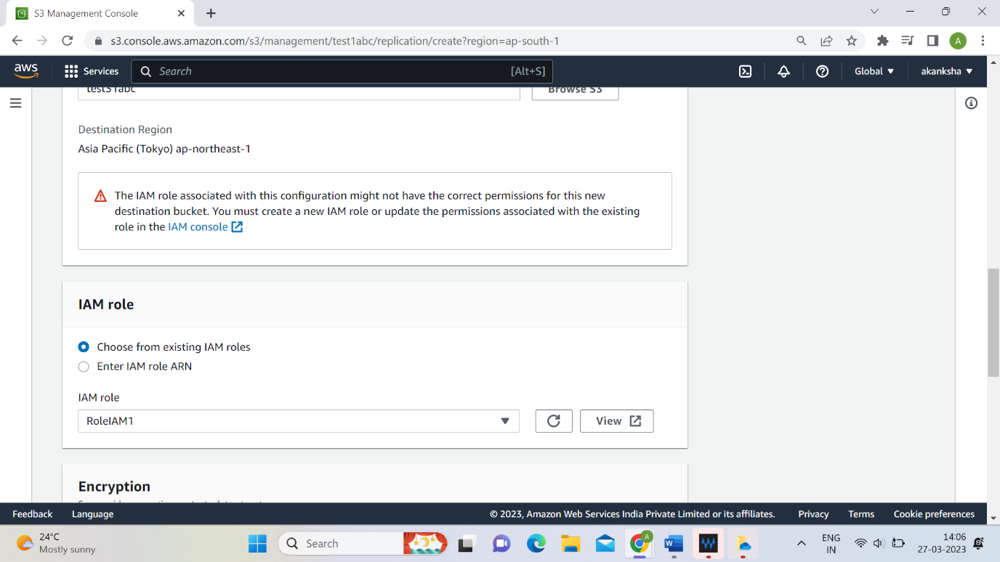 S3 Management Console
s3.console.aws.amazon.com/s3/management/test1abc/replication/create?region=ap-south-1
A
aws
Services
Search
[Alt+S]
Global
akanksha
test31abc
Browse S3
Destination Region
Asia Pacific (Tokyo) ap-northeast-1
The IAM role associated with this configuration might not have the correct permissions for this new
destination bucket. You must create a new IAM role or update the permissions associated with the existing
role in the IAM console
IAM role
Choose from existing IAM roles
Enter IAM role ARN
IAM role
RoleIAM1
View
Encryption
Feedback
Language
© 2023, Amazon Web Services India Private Limited or its affiliates.
Privacy
Terms
Cookie preferences
24°C
Mostly sunny
Search
A
ENG
IN
14:06
27-03-2023